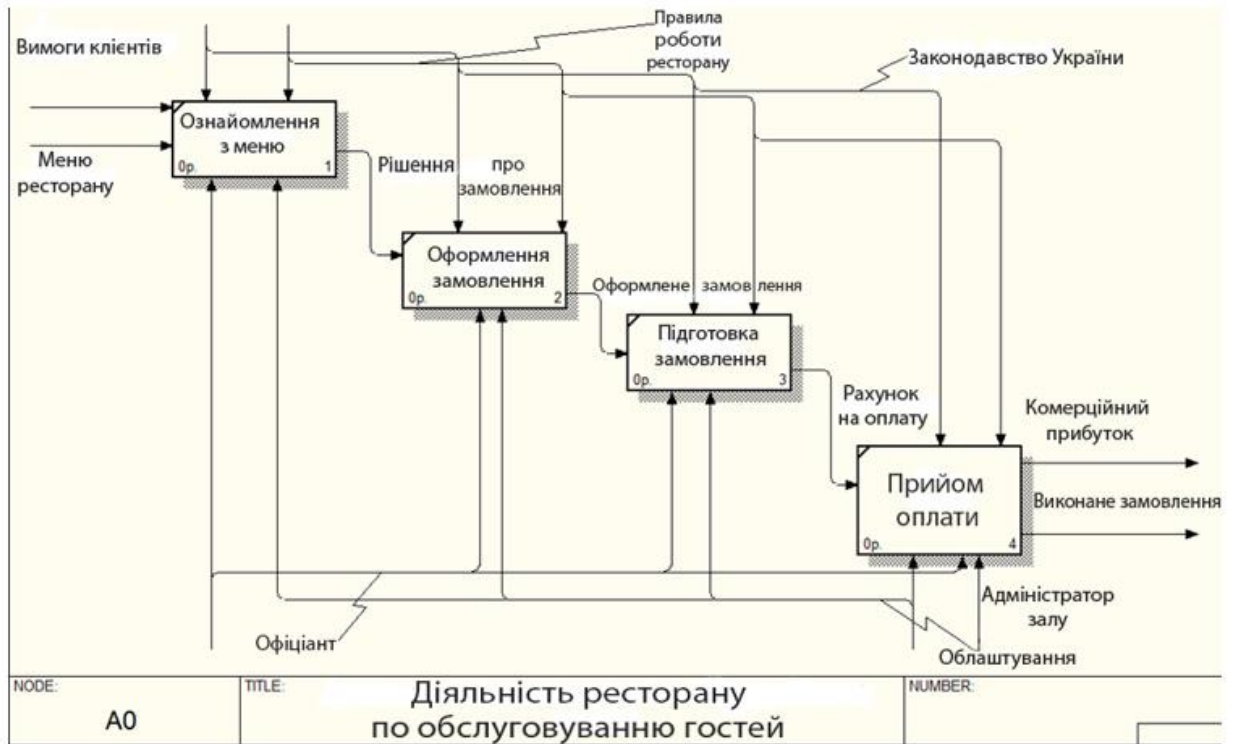 Вимоги клієнтів
Правила
роботи
ресторану
Законодавство України
Ознайомлення
з меню
0р. 1
Меню
ресторану
Рішення про
замовлення
Оформлення
замовлення
0р. 2
Оформлене замовлення
Підготовка
замовлення
0р. 3
Рахунок
на оплату
Комерційний
прибуток
Прийом
оплати
0р. 4
Виконане замовлення
Адміністратор
залу
Офіціант
Облаштування
NODE: TITLE: NUMBER:
A0
Діяльність ресторану
по обслуговуванню гостей